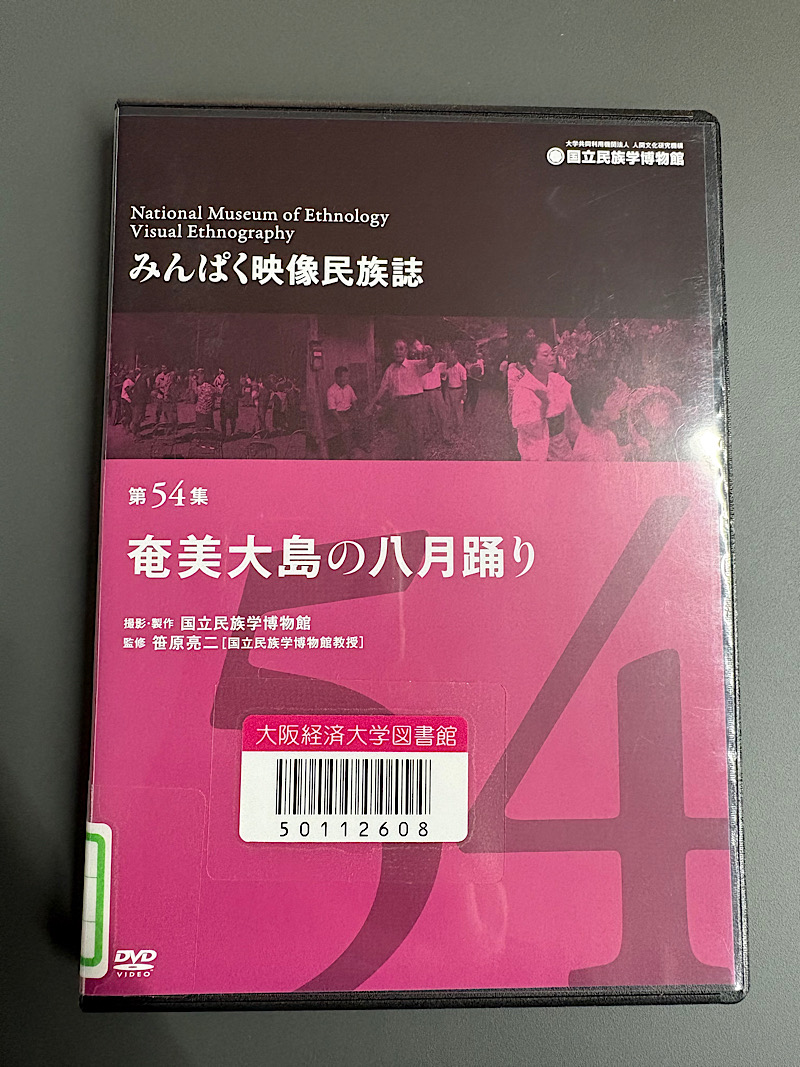 大学共同利用機関法人 人間文化研究機構
国立民族学博物館
National Museum of Ethnology
Visual Ethnography
みんぱく映像民族誌
第54集
奄美大島の八月踊り
撮影・製作 国立民族学博物館
監修 笹原亮二[国立民族学博物館教授]
54
大阪経済大学図書館
50112608
DVD
VIDEO